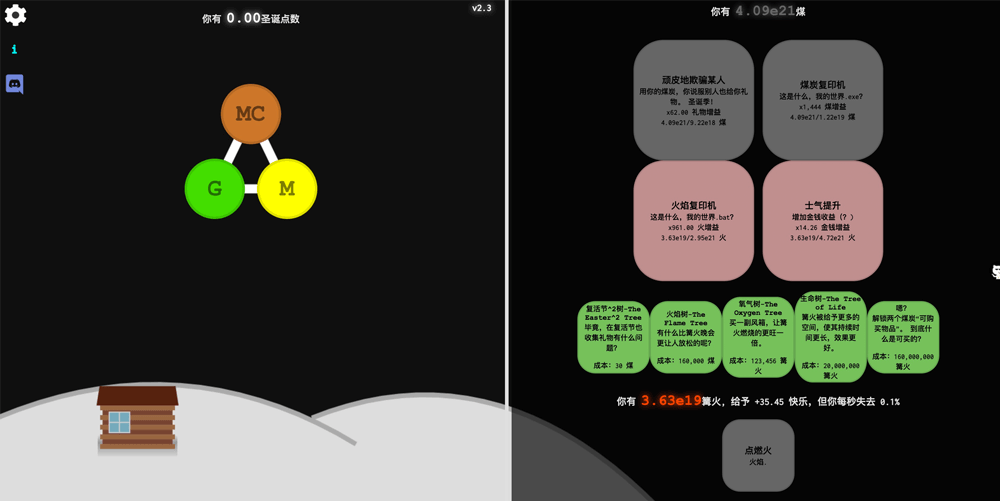 你有 0.00圣诞点数
v2.3
i
MC
G
M
你有 4.09e21煤
顽皮地欺骗某人
用你的煤炭，你说服别人也给你礼
物。 圣诞季!
x62.00 礼物增益
4.09e21/9.22e18 煤
煤炭复印机
这是什么，我的世界.exe?
x1,444 煤增益
4.09e21/1.22e19 煤
火焰复印机
这是什么，我的世界.bat?
x961.00 火增益
3.63e19/2.95e21 火
士气提升
增加金钱收益（？）
x14.26 金钱增益
3.63e19/4.72e21 火
复活节^2树-The
Easter^2 Tree
毕竟，在复活节也
收集礼物有什么问
题？
成本: 30 煤
火焰树-The
Flame Tree
有什么比篝火晚会
更让人放松的呢?
成本: 160,000 煤
氧气树-The
Oxygen Tree
买一副风箱，让篝
火燃烧的更旺一
倍。
成本: 123,456 篝
火
生命树-The Tree
of Life
篝火被给予更多的
空间，使其持续时
间更长，效果更
好。
成本: 20,000,000
篝火
嗯?
解锁两个煤炭"可购
买物品"。 到底什
么是可买的?
成本: 160,000,000
篝火
你有 3.63e19篝火，给予 +35.45 快乐，但你每秒失去 0.1%
点燃火
火焰.